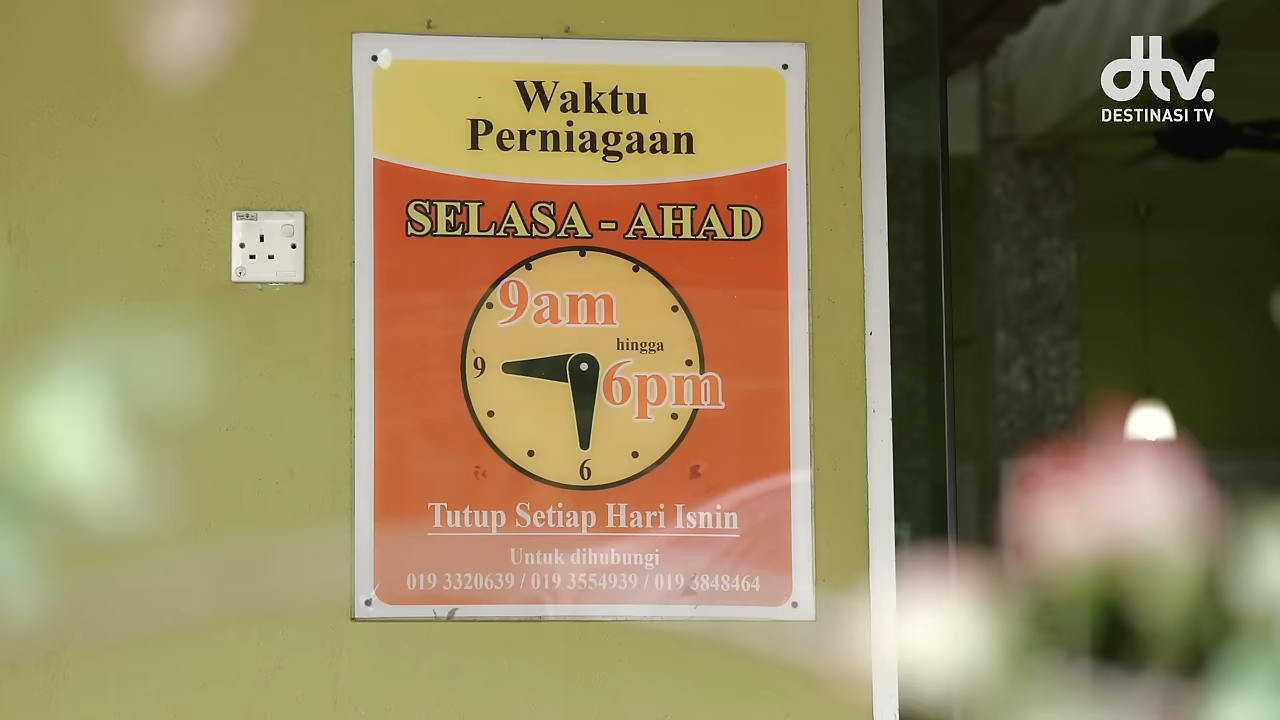 dtv.
DESTINASI TV
Waktu
Perniagaan
SELASA - AHAD
9am
hingga
9
6pm
6
Tutup Setiap Hari Isnin
Untuk dihubungi
019 3320639 / 019 3554939 / 019 3848464